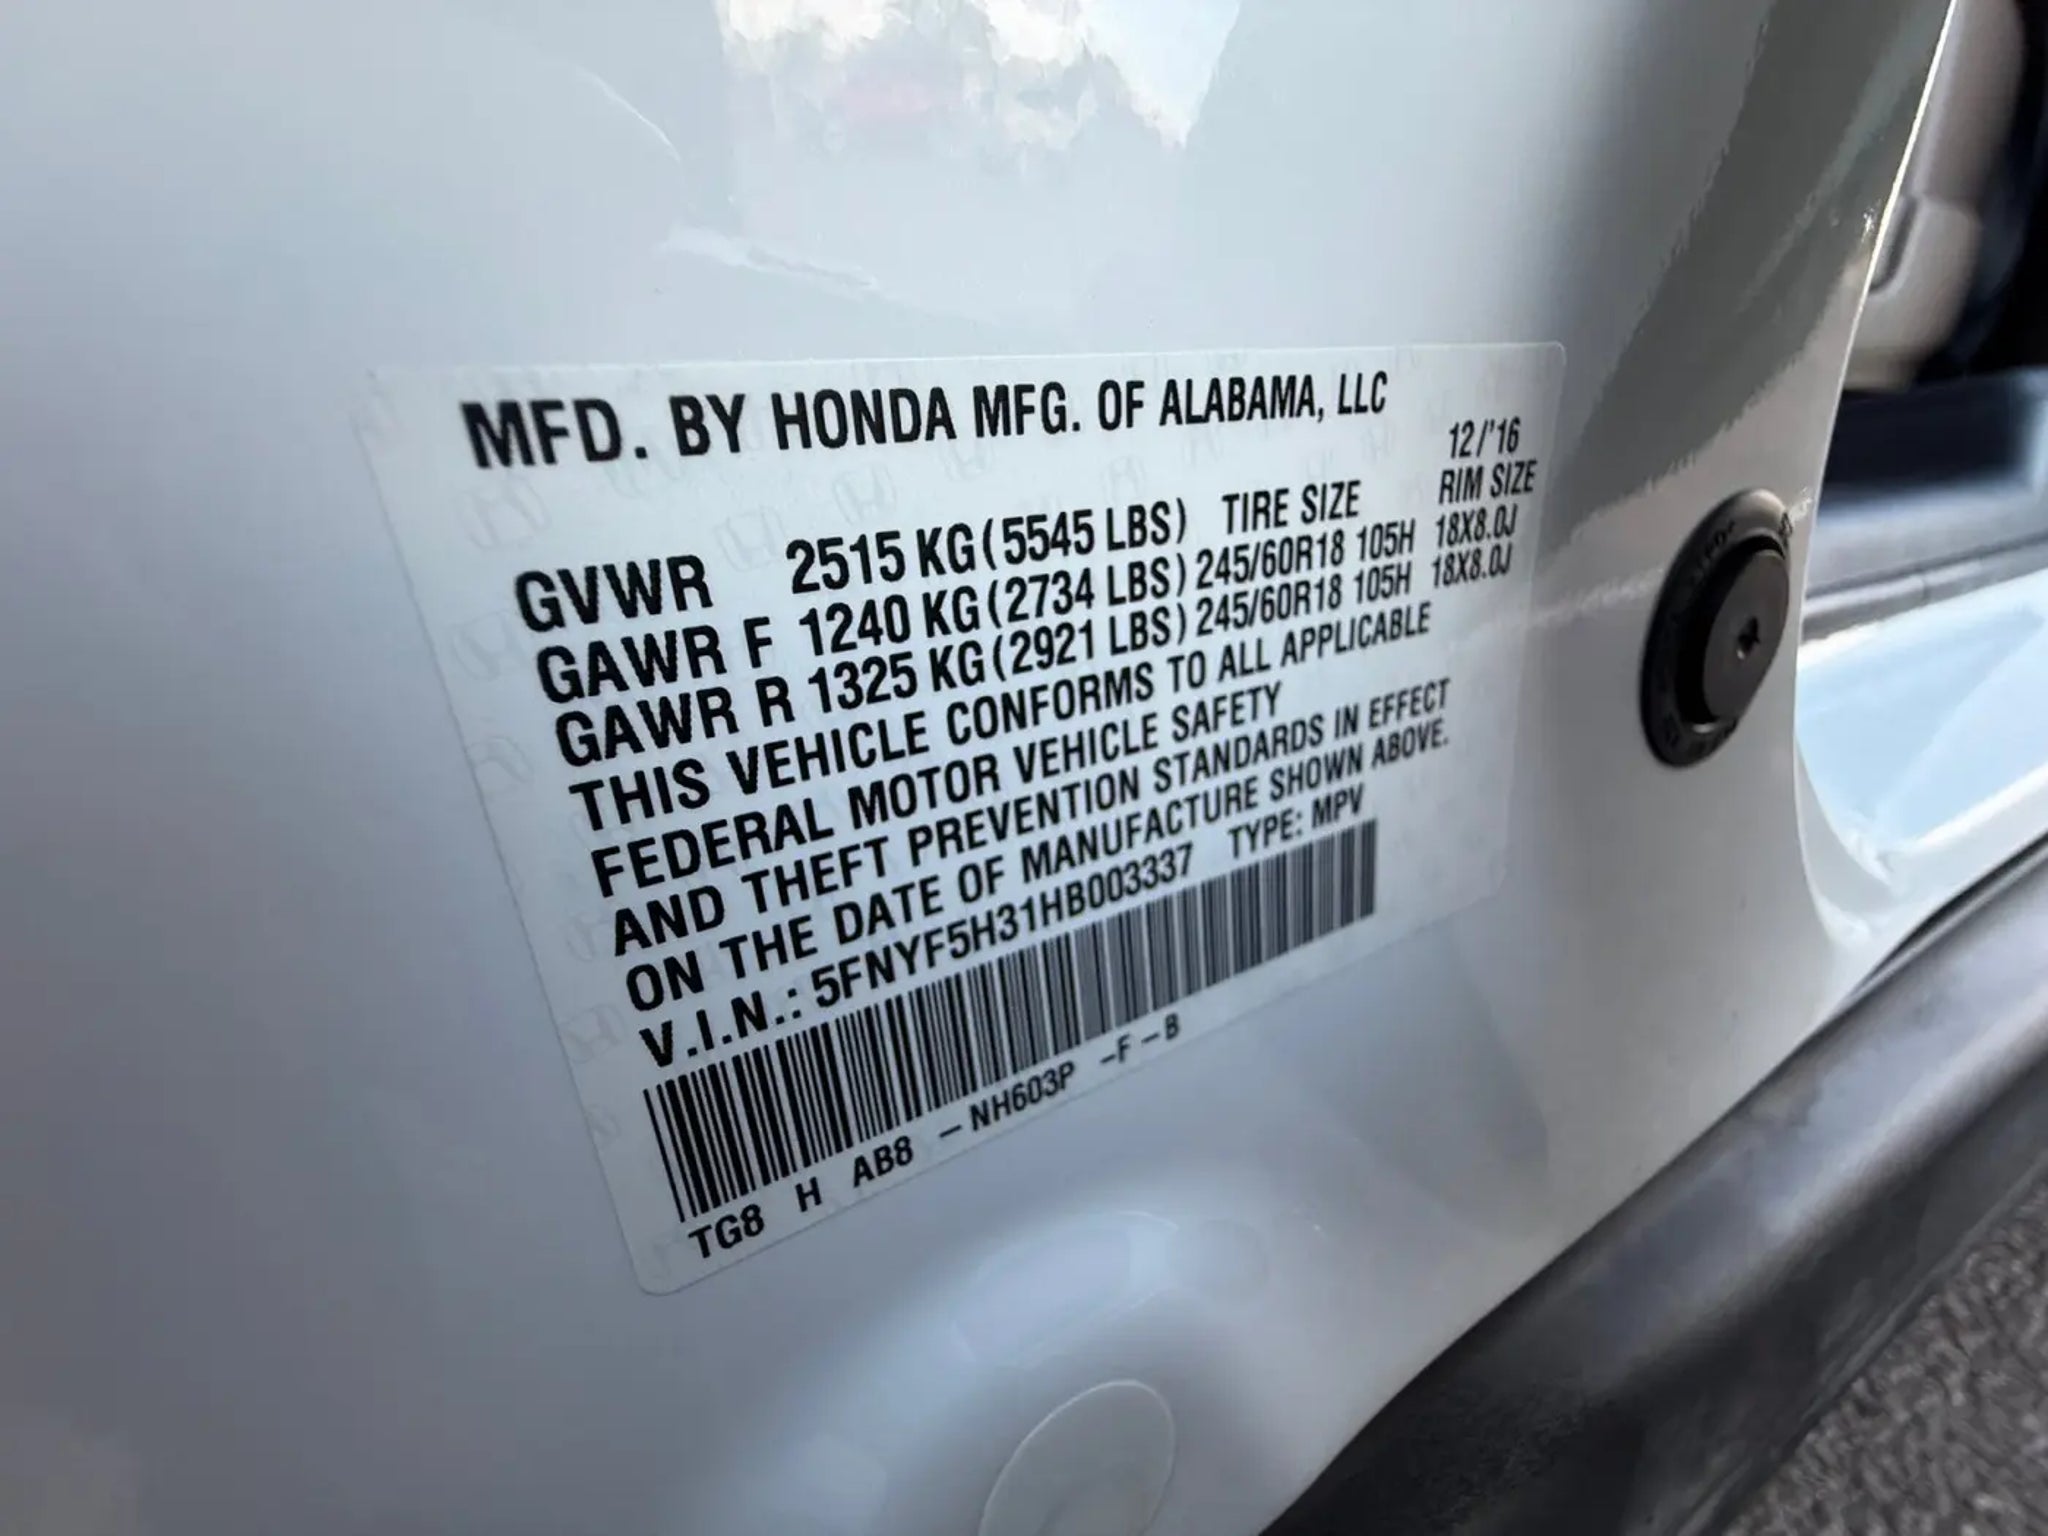 MFD. BY HONDA MFG. OF ALABAMA, LLC
12/'16
GVWR 2515 KG (5545 LBS) TIRE SIZE RIM SIZE
GAWR F 1240 KG (2734 LBS) 245/60R18 105H 18X8.0J
GAWR R 1325 KG (2921 LBS) 245/60R18 105H 18X8.0J
THIS VEHICLE CONFORMS TO ALL APPLICABLE
FEDERAL MOTOR VEHICLE SAFETY
AND THEFT PREVENTION STANDARDS IN EFFECT
ON THE DATE OF MANUFACTURE SHOWN ABOVE.
V.I.N.: 5FNYF5H31HB003337 TYPE: MPV
TG8 H AB8 – NH603P –F–B